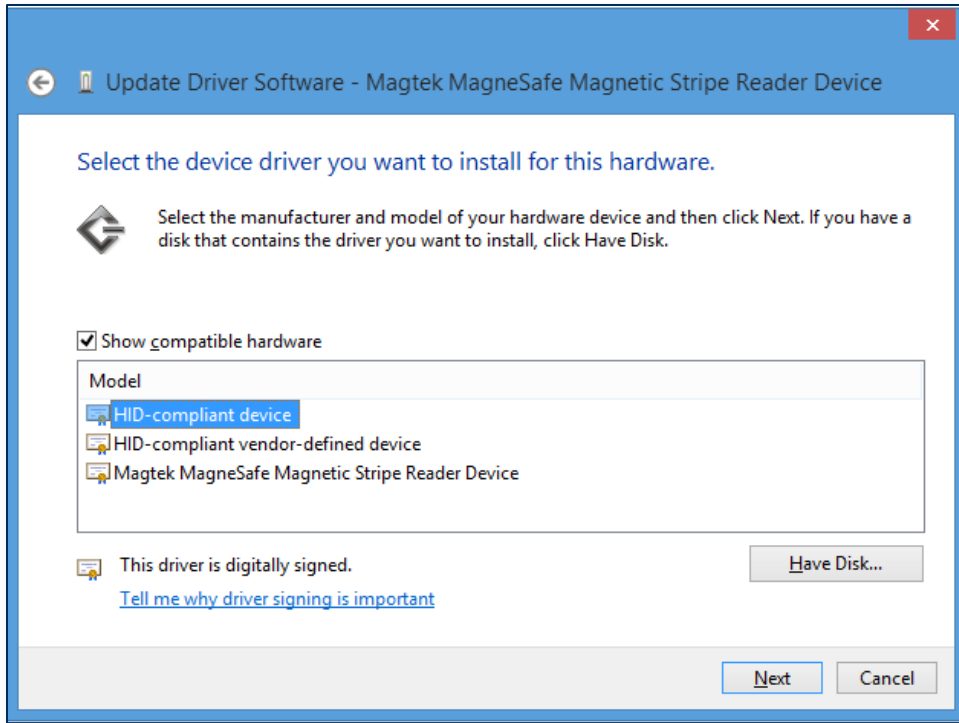 Update Driver Software - Magtek MagneSafe Magnetic Stripe Reader Device
Select the device driver you want to install for this hardware.
Select the manufacturer and model of your hardware device and then click Next. If you have a
disk that contains the driver you want to install, click Have Disk.
Show compatible hardware
Model
HID-compliant device
HID-compliant vendor-defined device
Magtek MagneSafe Magnetic Stripe Reader Device
This driver is digitally signed.
Have Disk...
Tell me why driver signing is important
Next
Cancel